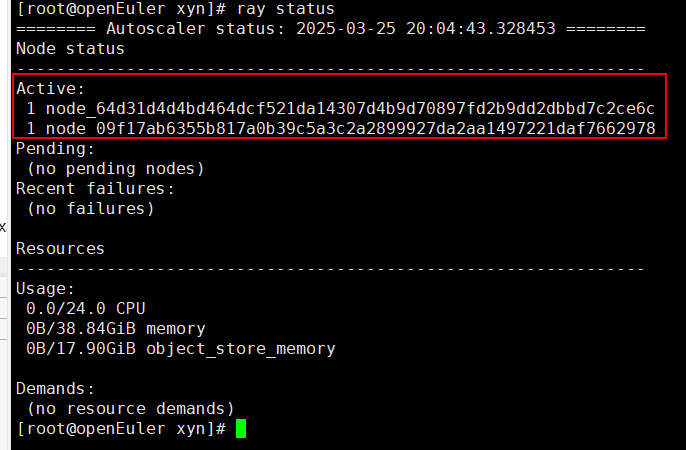 [root@openEuler xyn]# ray status
======== Autoscaler status: 2025-03-25 20:04:43.328453 ========
Node status
---------------------------------------------------------------
Active:
 1 node_64d31d4d4bd464dcf521da14307d4b9d70897fd2b9dd2dbbd7c2ce6c
 1 node_09f17ab6355b817a0b39c5a3c2a2899927da2aa1497221daf7662978
Pending:
 (no pending nodes)
Recent failures:
 (no failures)

Resources
---------------------------------------------------------------
Usage:
 0.0/24.0 CPU
 0B/38.84GiB memory
 0B/17.90GiB object_store_memory

Demands:
 (no resource demands)
[root@openEuler xyn]#